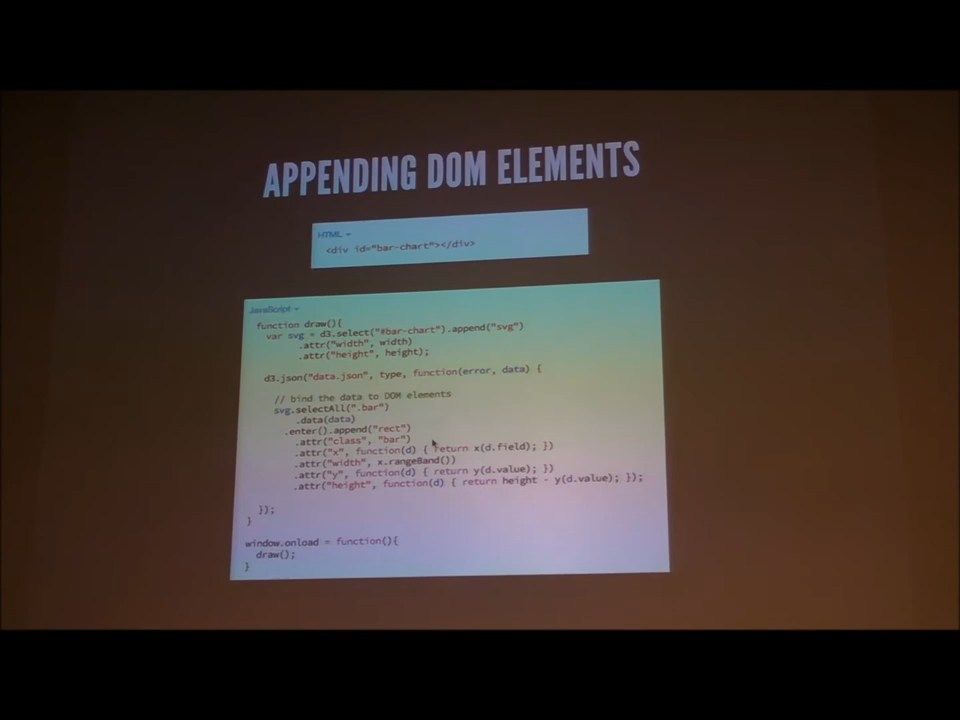 APPENDING DOM ELEMENTS
HTML
<div id="bar-chart"></div>
JavaScript
function draw(){
var svg = d3.select("#bar-chart").append("svg")
.attr("width", width)
.attr("height", height);
d3.json("data.json", type, function(error, data) {
// bind the data to DOM elements
svg.selectAll(".bar")
.data(data)
.enter().append("rect")
.attr("class", "bar")
.attr("x", function(d) { return x(d.field); })
.attr("width", x.rangeBand())
.attr("y", function(d) { return y(d.value); })
.attr("height", function(d) { return height - y(d.value); });
});
}
window.onload = function(){
draw();
}